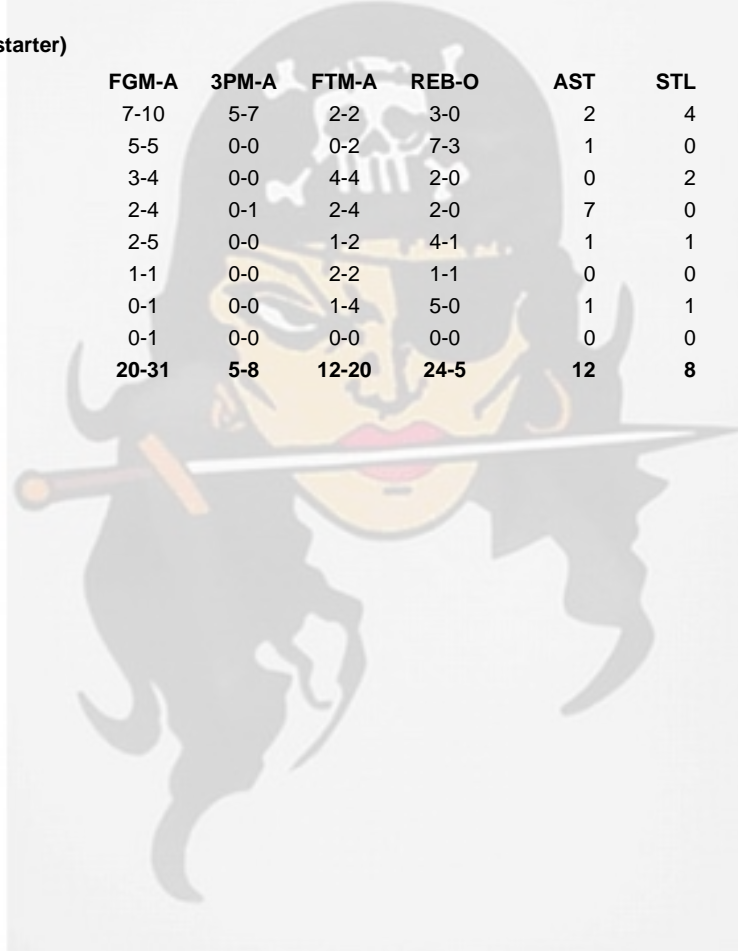 starter)
FGM-A 3PM-A FTM-A REB-O AST STL
7-10 5-7 2-2 3-0 2 4
5-5 0-0 0-2 7-3 1 0
3-4 0-0 4-4 2-0 0 2
2-4 0-1 2-4 2-0 7 0
2-5 0-0 1-2 4-1 1 1
1-1 0-0 2-2 1-1 0 0
0-1 0-0 1-4 5-0 1 1
0-1 0-0 0-0 0-0 0 0
20-31 5-8 12-20 24-5 12 8